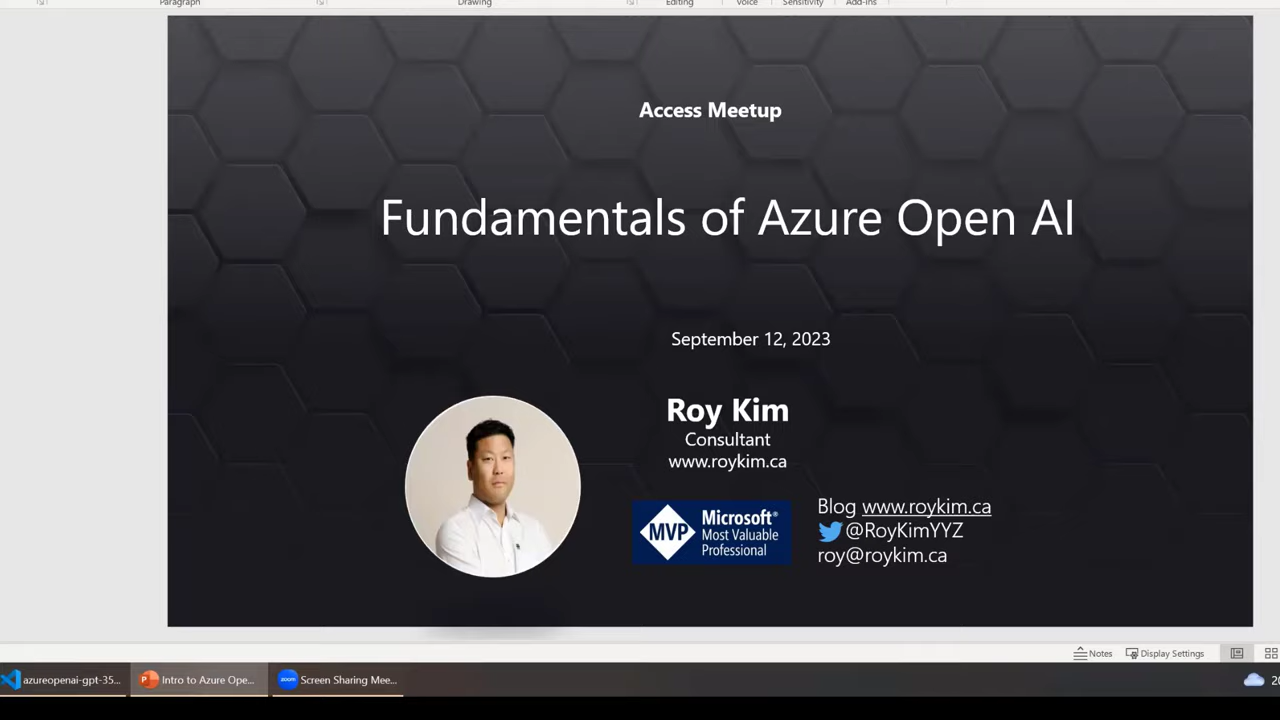 Paragraph
Drawing
Editing
Voice
Sensitivity
Add-ins
Access Meetup
Fundamentals of Azure Open AI
September 12, 2023
Roy Kim
Consultant
www.roykim.ca
MVP
Microsoft®
Most Valuable
Professional
Blog www.roykim.ca
@RoyKimYYZ
roy@roykim.ca
Notes
Display Settings
azureopenai-gpt-35...
Intro to Azure Ope...
zoom
Screen Sharing Mee...
20